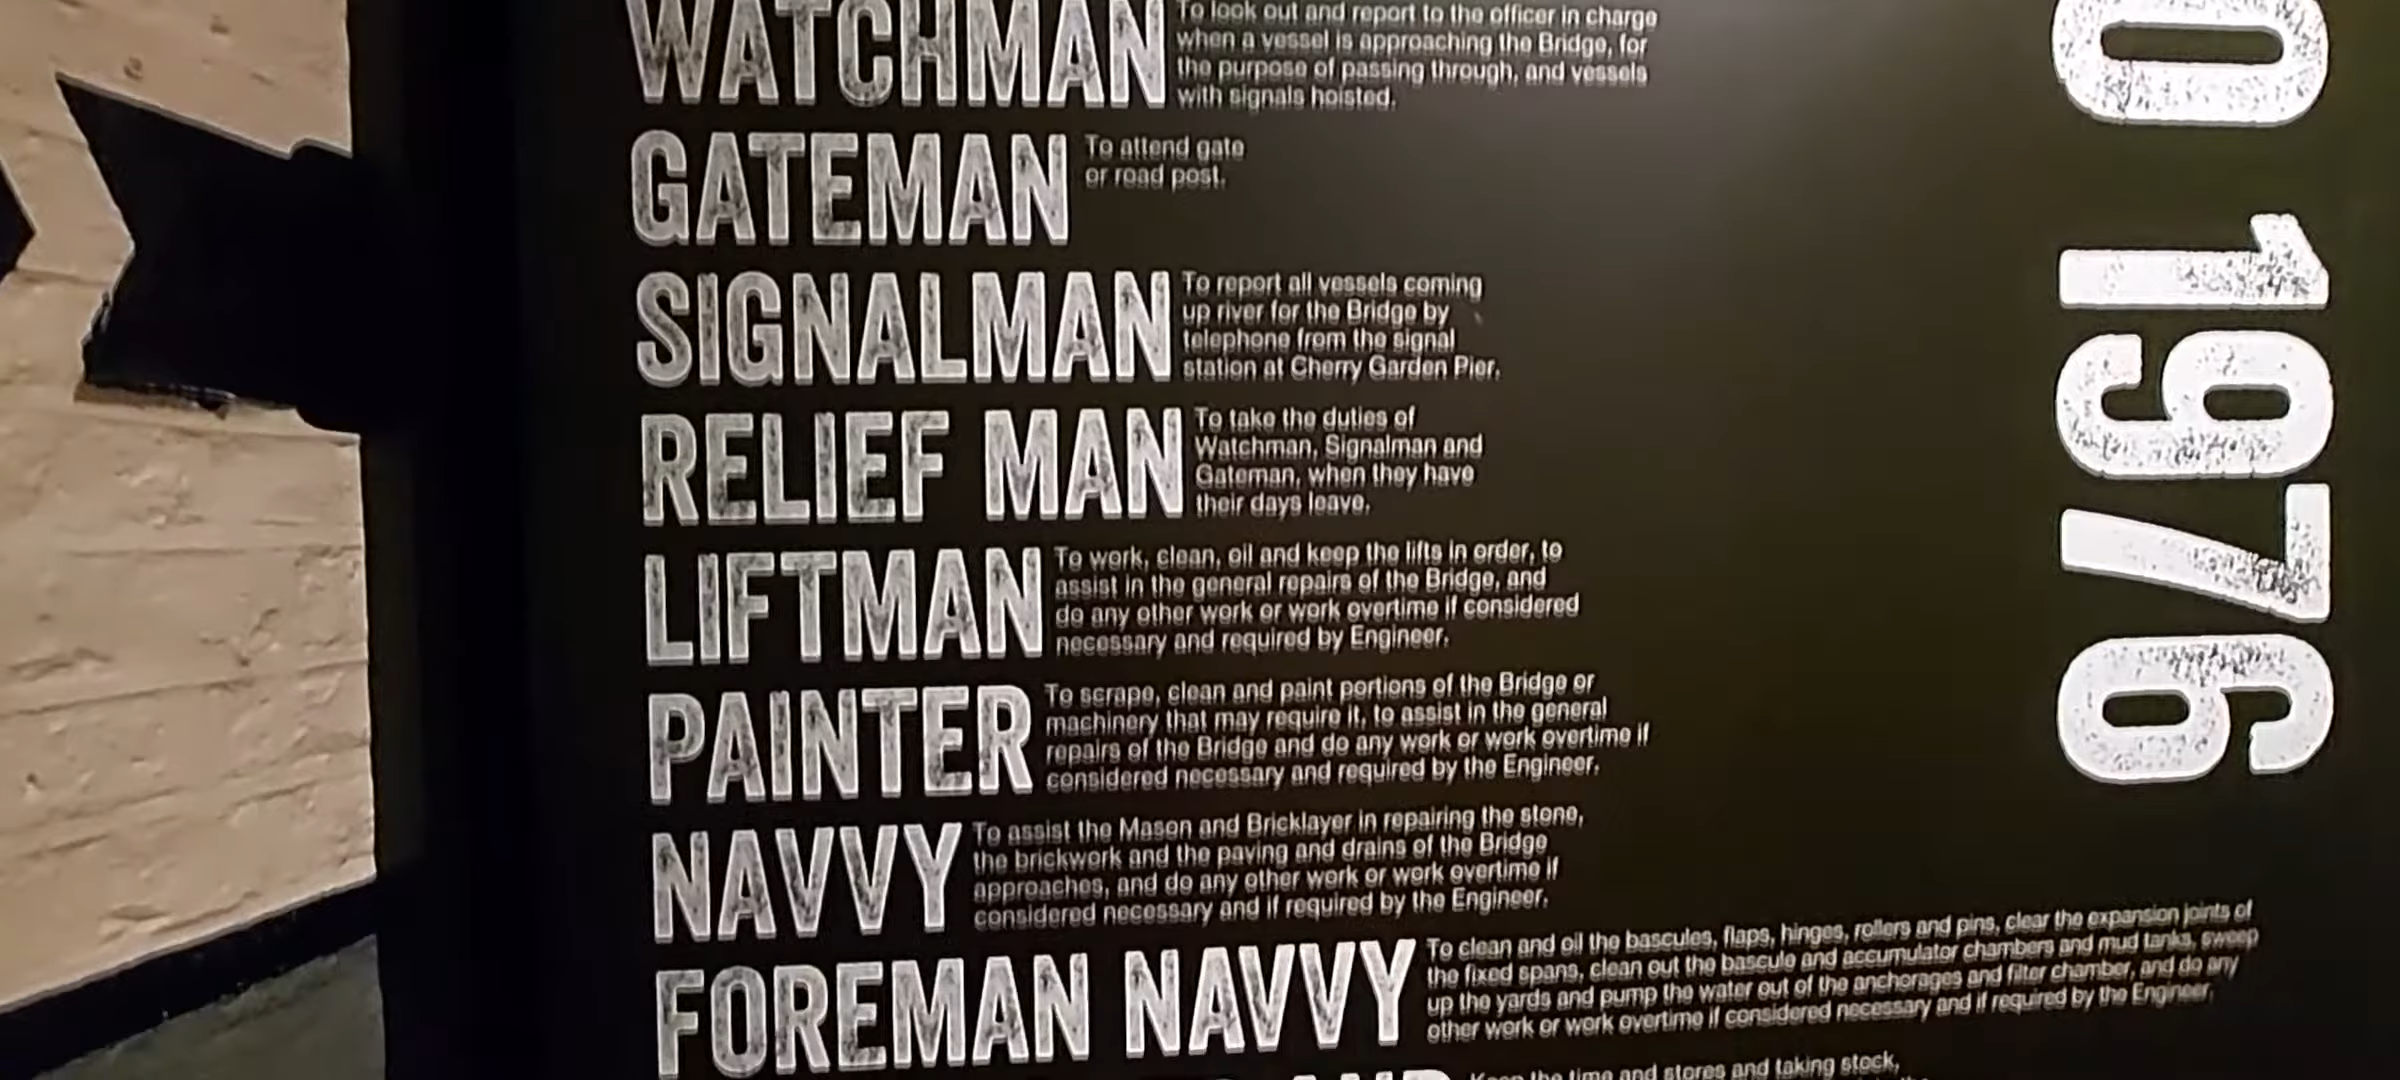 WATCHMAN
To look out and report to the officer in charge
when a vessel is approaching the Bridge, for
the purpose of passing through, and vessels
with signals hoisted.
GATEMAN
To attend gate
or road post.
SIGNALMAN
To report all vessels coming
up river for the Bridge by
telephone from the signal
station at Cherry Garden Pier.
RELIEF MAN
To take the duties of
Watchman, Signalman and
Gateman, when they have
their days leave.
LIFTMAN
To work, clean, oil and keep the lifts in order, to
assist in the general repairs of the Bridge, and
do any other work or work overtime if considered
necessary and required by Engineer.
PAINTER
To scrape, clean and paint portions of the Bridge or
machinery that may require it, to assist in the general
repairs of the Bridge and do any work or work overtime if
considered necessary and required by the Engineer.
NAVVY
To assist the Mason and Bricklayer in repairing the stone,
the brickwork and the paving and drains of the Bridge
approaches, and do any other work or work overtime if
considered necessary and if required by the Engineer.
FOREMAN NAVVY
To clean and oil the bascules, flaps, hinges, rollers and pins, clear the expansion joints of
the fixed spans, clean out the bascule and accumulator chambers and mud tanks, sweep
up the yards and pump the water out of the anchorages and filter chamber, and do any
other work or work overtime if considered necessary and if required by the Engineer.
the time and stores and taking stock,
O 1976